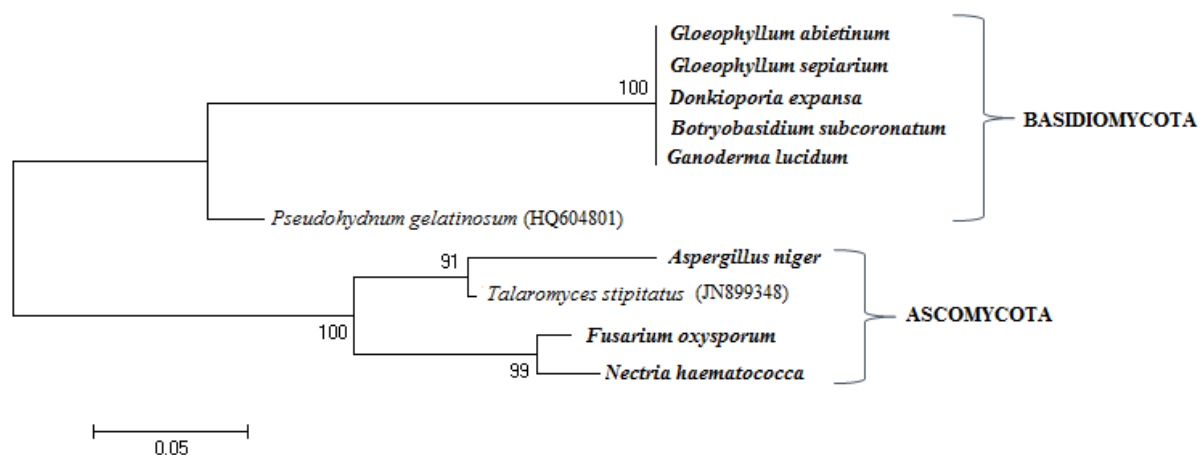 Gloeophyllum abietinum
Gloeophyllum sepiarium
100
Donkioporia expansa
BASIDIOMYCOTA
Botryobasidium subcoronatum
Ganoderma lucidum
Pseudohydnum gelatinosum (HQ604801)
Aspergillus niger
91
Talaromyces stipitatus (JN899348)
ASCOMYCOTA
100
Fusarium oxysporum
99
Nectria haematococca
0.05